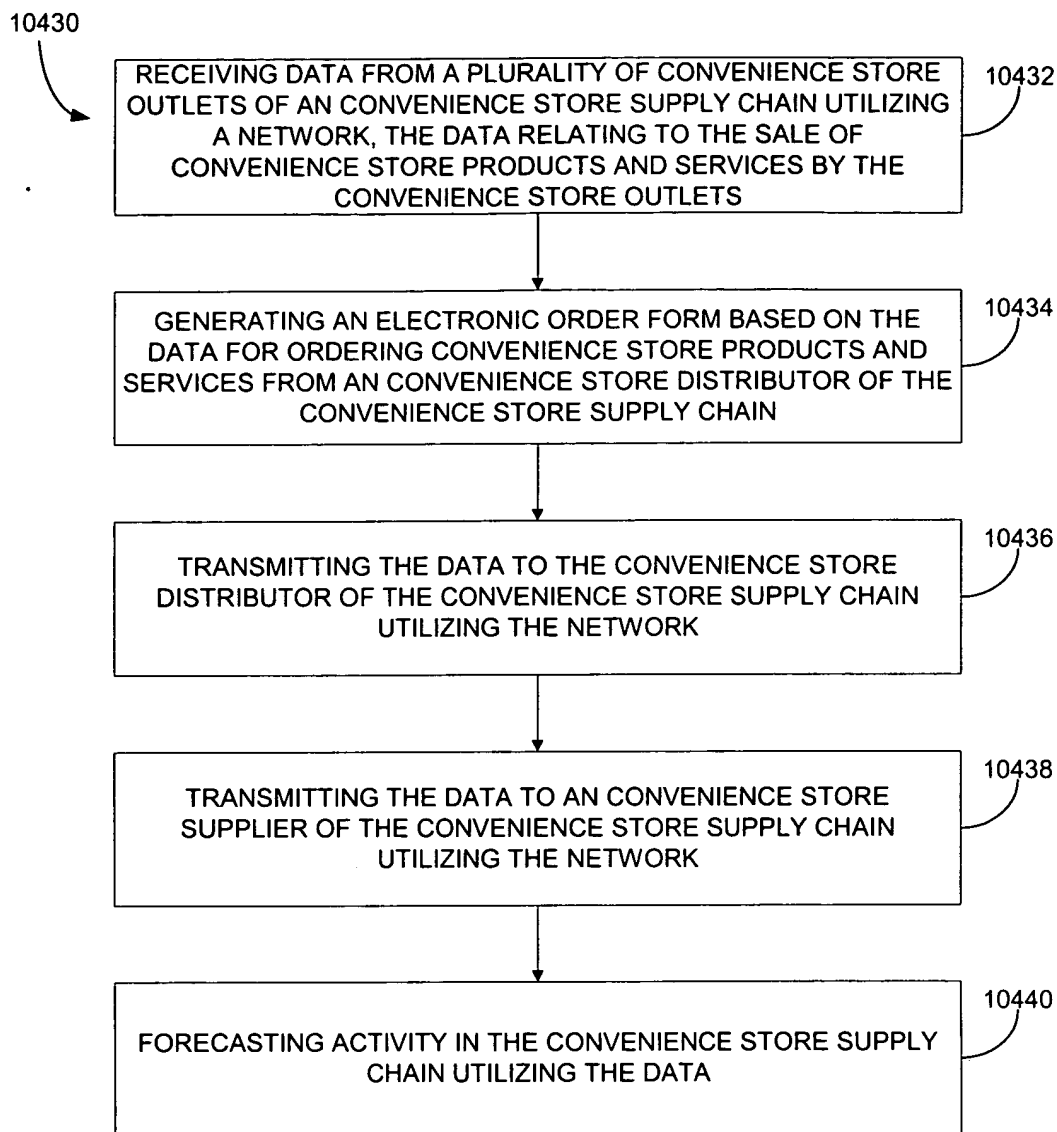 10430
RECEIVING DATA FROM A PLURALITY OF CONVENIENCE STORE
OUTLETS OF AN CONVENIENCE STORE SUPPLY CHAIN UTILIZING
A NETWORK, THE DATA RELATING TO THE SALE OF
CONVENIENCE STORE PRODUCTS AND SERVICES BY THE
CONVENIENCE STORE OUTLETS
10432
GENERATING AN ELECTRONIC ORDER FORM BASED ON THE
DATA FOR ORDERING CONVENIENCE STORE PRODUCTS AND
SERVICES FROM AN CONVENIENCE STORE DISTRIBUTOR OF THE
CONVENIENCE STORE SUPPLY CHAIN
10434
TRANSMITTING THE DATA TO THE CONVENIENCE STORE
DISTRIBUTOR OF THE CONVENIENCE STORE SUPPLY CHAIN
UTILIZING THE NETWORK
10436
TRANSMITTING THE DATA TO AN CONVENIENCE STORE
SUPPLIER OF THE CONVENIENCE STORE SUPPLY CHAIN
UTILIZING THE NETWORK
10438
FORECASTING ACTIVITY IN THE CONVENIENCE STORE SUPPLY
CHAIN UTILIZING THE DATA
10440